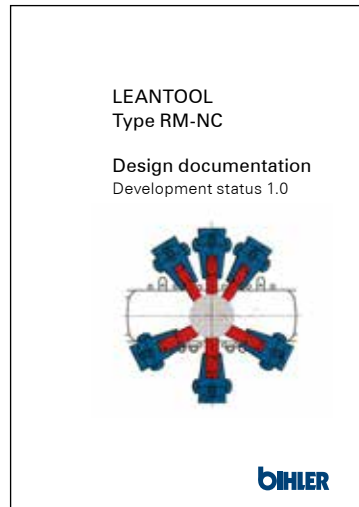 LEANTOOL
Type RM-NC
Design documentation
Development status 1.0
bIHLER